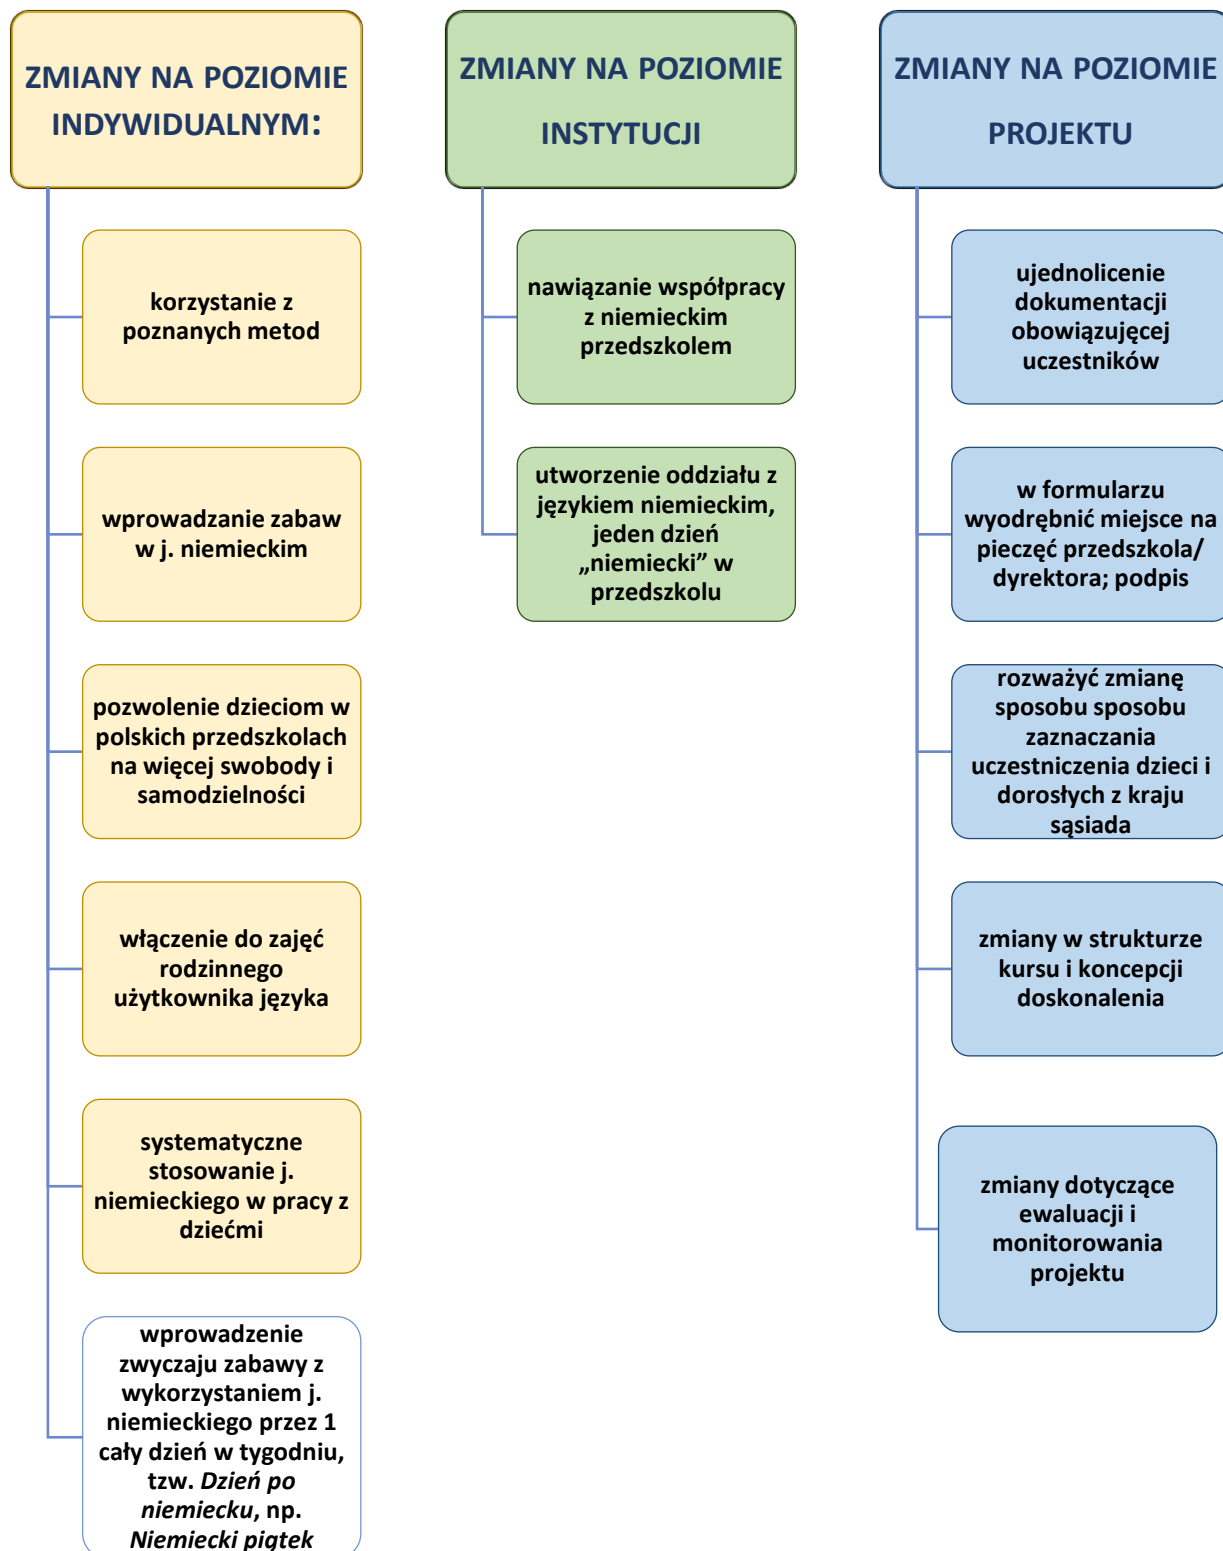 ZMIANY NA POZIOMIE
INDYWIDUALNYM:
korzystanie z
poznanych metod
wprowadzanie zabaw
w j. niemieckim
pozwolenie dzieciom w
polskich przedszkolach
na więcej swobody i
samodzielności
włączenie do zajęć
rodzinnego
użytkownika języka
systematyczne
stosowanie j.
niemieckiego w pracy z
dziećmi
wprowadzenie
zwyczaju zabawy z
wykorzystaniem j.
niemieckiego przez 1
cały dzień w tygodniu,
tzw. Dzień po
niemiecku, np.
Niemiecki piątek
ZMIANY NA POZIOMIE
INSTYTUCJI
nawiązanie współpracy
z niemieckim
przedszkolem
utworzenie oddziału z
językiem niemieckim,
jeden dzień
„niemiecki” w
przedszkolu
ZMIANY NA POZIOMIE
PROJEKTU
ujednolicenie
dokumentacji
obowiązujęcej
uczestników
w formularzu
wyodrębnić miejsce na
pieczęć przedszkola/
dyrektora; podpis
rozważyć zmianę
sposobu sposobu
zaznaczania
uczestniczenia dzieci i
dorosłych z kraju
sąsiada
zmiany w strukturze
kursu i koncepcji
doskonalenia
zmiany dotyczące
ewaluacji i
monitorowania
projektu